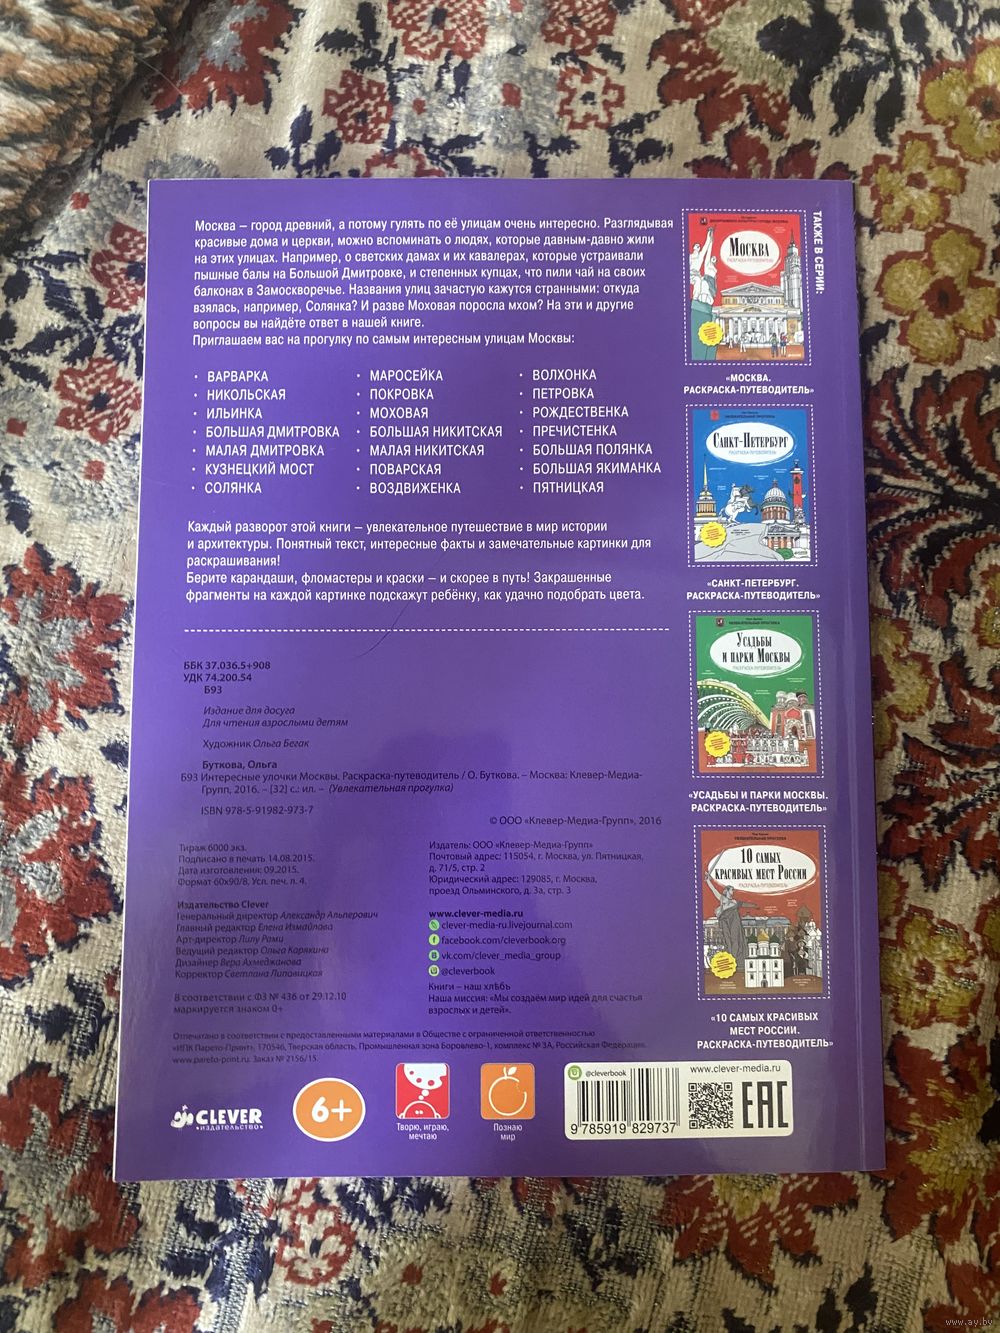 Москва – город древний, а потому гулять по её улицам очень интересно. Разглядывая
красивые дома и церкви, можно вспоминать о людях, которые давным-давно жили
на этих улицах. Например, о светских дамах и их кавалерах, которые устраивали
пышные балы на Большой Дмитровке, и степенных купцах, что пили чай на своих
балконах в Замоскворечье. Названия улиц зачастую кажутся странными: откуда
взялась, например, Солянка? И разве Моховая поросла мхом? На эти и другие
вопросы вы найдёте ответ в нашей книге.
Приглашаем вас на прогулку по самым интересным улицам Москвы:
· ВАРВАРКА
· НИКОЛЬСКАЯ
· ИЛЬИНКА
· БОЛЬШАЯ ДМИТРОВКА
· МАЛАЯ ДМИТРОВКА
· КУЗНЕЦКИЙ МОСТ
· СОЛЯНКА
· МАРОСЕЙКА
· ПОКРОВКА
· МОХОВАЯ
· БОЛЬШАЯ НИКИТСКАЯ
· МАЛАЯ НИКИТСКАЯ
· ПОВАРСКАЯ
· ВОЗДВИЖЕНКА
· ВОЛХОНКА
· ПЕТРОВКА
· РОЖДЕСТВЕНКА
· ПРЕЧИСТЕНКА
· БОЛЬШАЯ ПОЛЯНКА
· БОЛЬШАЯ ЯКИМАНКА
· ПЯТНИЦКАЯ
Каждый разворот этой книги – увлекательное путешествие в мир истории
и архитектуры. Понятный текст, интересные факты и замечательные картинки для
раскрашивания!
Берите карандаши, фломастеры и краски – и скорее в путь! Закрашенные
фрагменты на каждой картинке подскажут ребёнку, как удачно подобрать цвета.
ББК 37.036.5+908
УДК 74.200.54
Б93
Издание для досуга
Для чтения взрослыми детям
Художник Ольга Бегак
Буткова, Ольга
Б93 Интересные улочки Москвы. Раскраска-путеводитель / О. Буткова. – Москва: Клевер-Медиа-
Групп, 2016. – [32] с.: ил. – (Увлекательная прогулка)
ISBN 978-5-91982-973-7
© ООО «Клевер-Медиа-Групп», 2016
Тираж 6000 экз.
Подписано в печать 14.08.2015.
Дата изготовления 09.2015.
Формат 60х90/8. Усл. печ. л. 4.
Издательство Clever
Генеральный директор Александр Альперович
Главный редактор Елена Измайлова
Арт-директор Лилу Рами
Ведущий редактор Ольга Карякина
Дизайнер Вера Ахмеджанова
Корректор Светлана Липовицкая
В соответствии с ФЗ № 436 от 29.12.10
маркируется знаком 0+
Издатель: ООО «Клевер-Медиа-Групп»
Почтовый адрес: 115054, г. Москва, ул. Пятницкая,
д. 71/5, стр. 2
Юридический адрес: 129085, г. Москва,
проезд Ольминского, д. 3а, стр. 3
www.clever-media.ru
clever-media-ru.livejournal.com
facebook.com/cleverbook.org
vk.com/clever_media_group
@cleverbook
Книги – наш хлѣбъ
Наша миссия: «Мы создаём мир идей для счастья
взрослых и детей».
Отпечатано в соответствии с предоставленными материалами в Обществе с ограниченной ответственностью
«ИПК Парето-Принт», 170546, Тверская область, Промышленная зона Боровлево-1, комплекс № 3А, Российская Федерация.
www.pareto-print.ru. Заказ № 2156/15.
CLEVER
издательство
6+
Творю, играю,
мечтаю
Познаю
мир
@cleverbook
9 785919 829737
www.clever-media.ru
EAC
ТАКЖЕ В СЕРИИ:
МОСКВА
РАСКРАСКА-ПУТЕВОДИТЕЛЬ
«МОСКВА.
РАСКРАСКА-ПУТЕВОДИТЕЛЬ»
УВЛЕКАТЕЛЬНАЯ ПРОГУЛКА
САНКТ-ПЕТЕРБУРГ
РАСКРАСКА-ПУТЕВОДИТЕЛЬ
«САНКТ-ПЕТЕРБУРГ.
РАСКРАСКА-ПУТЕВОДИТЕЛЬ»
УВЛЕКАТЕЛЬНАЯ ПРОГУЛКА
УСАДЬБЫ
И ПАРКИ МОСКВЫ
РАСКРАСКА-ПУТЕВОДИТЕЛЬ
«УСАДЬБЫ И ПАРКИ МОСКВЫ.
РАСКРАСКА-ПУТЕВОДИТЕЛЬ»
УВЛЕКАТЕЛЬНАЯ ПРОГУЛКА
10 САМЫХ
КРАСИВЫХ МЕСТ РОССИИ
РАСКРАСКА-ПУТЕВОДИТЕЛЬ
«10 САМЫХ КРАСИВЫХ
МЕСТ РОССИИ.
РАСКРАСКА-ПУТЕВОДИТЕЛЬ»
www.ay.by